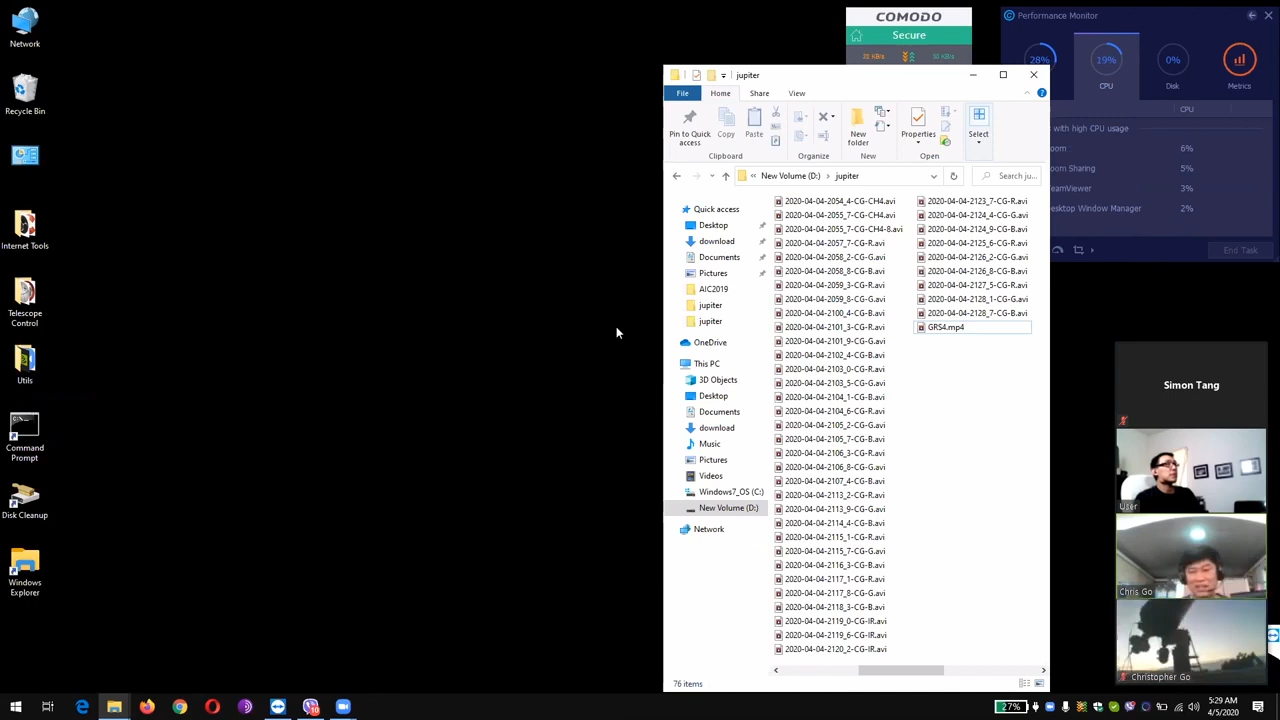 Network
Recycle Bin
Internet Tools
Telescope
Control
Utils
Command
Prompt
Disk Cleanup
Windows
Explorer
COMODO
Secure
Performance Monitor
28%
19%
0%
CPU
Disk
Metrics
CPU
with high CPU usage
oom
6%
oom Sharing
5%
eamViewer
3%
esktop Window Manager
2%
End Task
jupiter
File
Home
Share
View
Pin to Quick
access
Copy
Paste
New
folder
Properties
Select
Clipboard
Organize
New
Open
New Volume (D:)
jupiter
Search ju...
Quick access
Desktop
download
Documents
Pictures
AIC2019
jupiter
jupiter
OneDrive
This PC
3D Objects
Desktop
Documents
download
Music
Pictures
Videos
Windows7_OS (C:)
New Volume (D:)
Network
2020-04-04-2054_4-CG-CH4.avi
2020-04-04-2055_7-CG-CH4.avi
2020-04-04-2055_7-CG-CH4-8.avi
2020-04-04-2057_7-CG-R.avi
2020-04-04-2058_2-CG-G.avi
2020-04-04-2058_8-CG-B.avi
2020-04-04-2059_3-CG-R.avi
2020-04-04-2059_8-CG-G.avi
2020-04-04-2100_4-CG-B.avi
2020-04-04-2101_3-CG-R.avi
2020-04-04-2101_9-CG-G.avi
2020-04-04-2102_4-CG-B.avi
2020-04-04-2103_0-CG-R.avi
2020-04-04-2103_5-CG-G.avi
2020-04-04-2104_1-CG-B.avi
2020-04-04-2104_6-CG-R.avi
2020-04-04-2105_2-CG-G.avi
2020-04-04-2105_7-CG-B.avi
2020-04-04-2106_3-CG-R.avi
2020-04-04-2106_8-CG-G.avi
2020-04-04-2107_4-CG-B.avi
2020-04-04-2113_2-CG-R.avi
2020-04-04-2113_9-CG-G.avi
2020-04-04-2114_4-CG-B.avi
2020-04-04-2115_1-CG-R.avi
2020-04-04-2115_7-CG-G.avi
2020-04-04-2116_3-CG-B.avi
2020-04-04-2117_1-CG-R.avi
2020-04-04-2117_8-CG-G.avi
2020-04-04-2118_3-CG-B.avi
2020-04-04-2119_0-CG-IR.avi
2020-04-04-2119_6-CG-IR.avi
2020-04-04-2120_2-CG-IR.avi
2020-04-04-2123_7-CG-R.avi
2020-04-04-2124_4-CG-G.avi
2020-04-04-2124_9-CG-B.avi
2020-04-04-2125_6-CG-R.avi
2020-04-04-2126_2-CG-G.avi
2020-04-04-2126_8-CG-B.avi
2020-04-04-2127_5-CG-R.avi
2020-04-04-2128_1-CG-G.avi
2020-04-04-2128_7-CG-B.avi
GRS4.mp4
76 items
Simon Tang
User
Chris Go
Christopher Go
27%
5:29 AM
4/5/2020